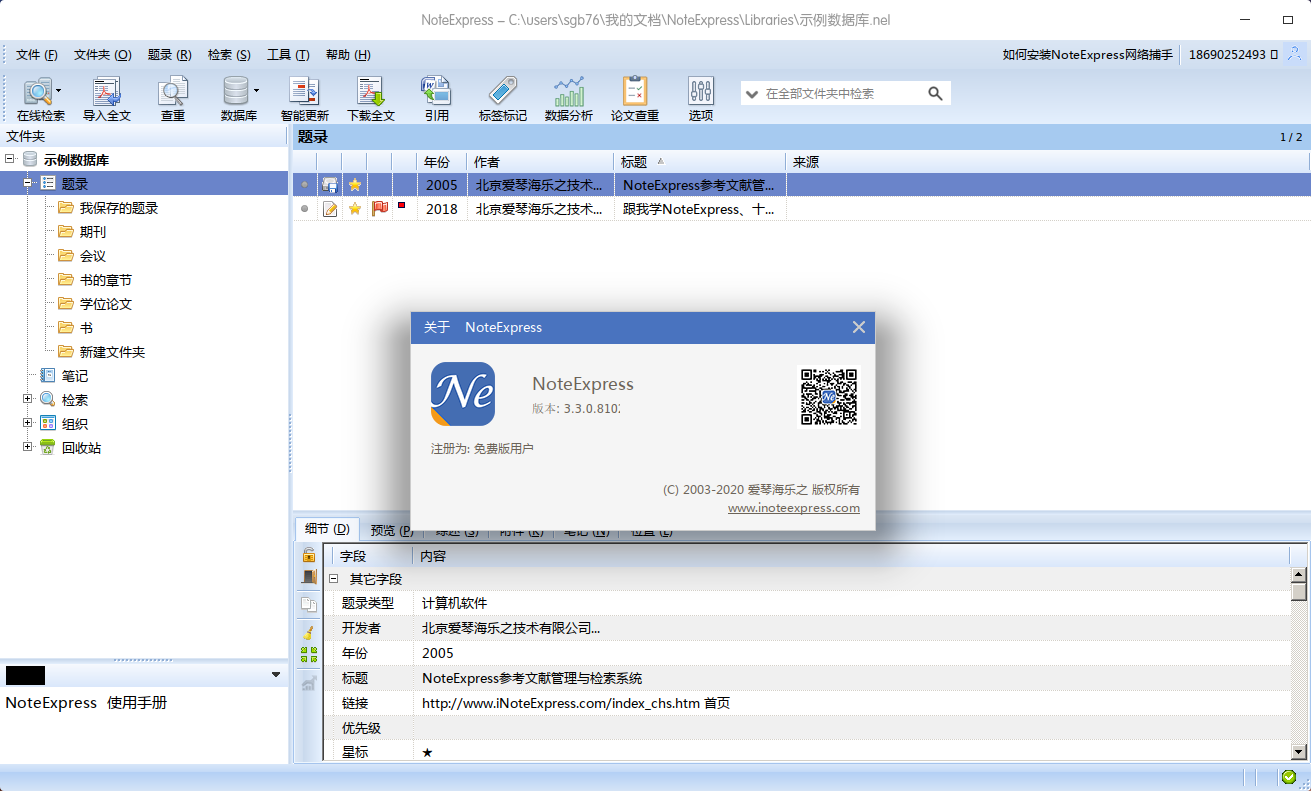 NoteExpress – C:\users\sgb76\我的文档\NoteExpress\Libraries\示例数据库.nel
文件 (F) 文件夹 (O) 题录 (R) 检索 (S) 工具 (T) 帮助 (H) 如何安装NoteExpress网络捕手 18690252493
在线检索 导入全文 查重 数据库 智能更新 下载全文 引用 标签标记 数据分析 论文查重 选项 在全部文件夹中检索
文件夹
示例数据库
题录
我保存的题录
期刊
会议
书的章节
学位论文
书
新建文件夹
笔记
检索
组织
回收站
NoteExpress 使用手册
题录 1 / 2
年份 作者 标题 来源
2005 北京爱琴海乐之技术... NoteExpress参考文献管...
2018 北京爱琴海乐之技术... 跟我学NoteExpress、十...
关于 NoteExpress
Ne
NoteExpress
版本: 3.3.0.8102
注册为: 免费版用户
(C) 2003-2020 爱琴海乐之 版权所有
www.inoteexpress.com
细节 (D) 预览 (P) 综述 (S) 附件 (K) 笔记 (N) 位置 (L)
字段 内容
其它字段
题录类型 计算机软件
开发者 北京爱琴海乐之技术有限公司...
年份 2005
标题 NoteExpress参考文献管理与检索系统
链接 http://www.iNoteExpress.com/index_chs.htm 首页
优先级
星标 ★